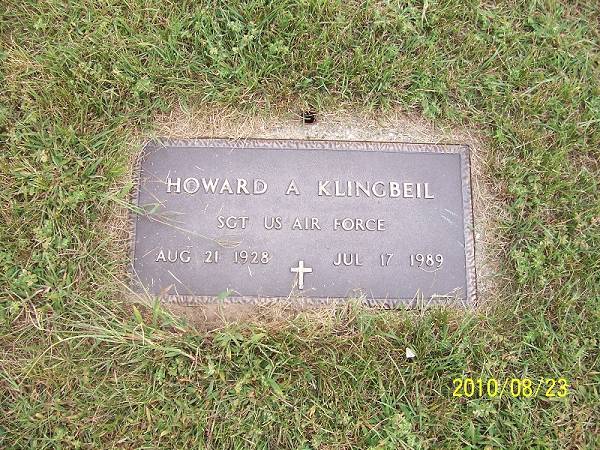 HOWARD A KLINGBEIL
SGT US AIR FORCE
AUG 21 1928 JUL 17 1989
2010/08/23